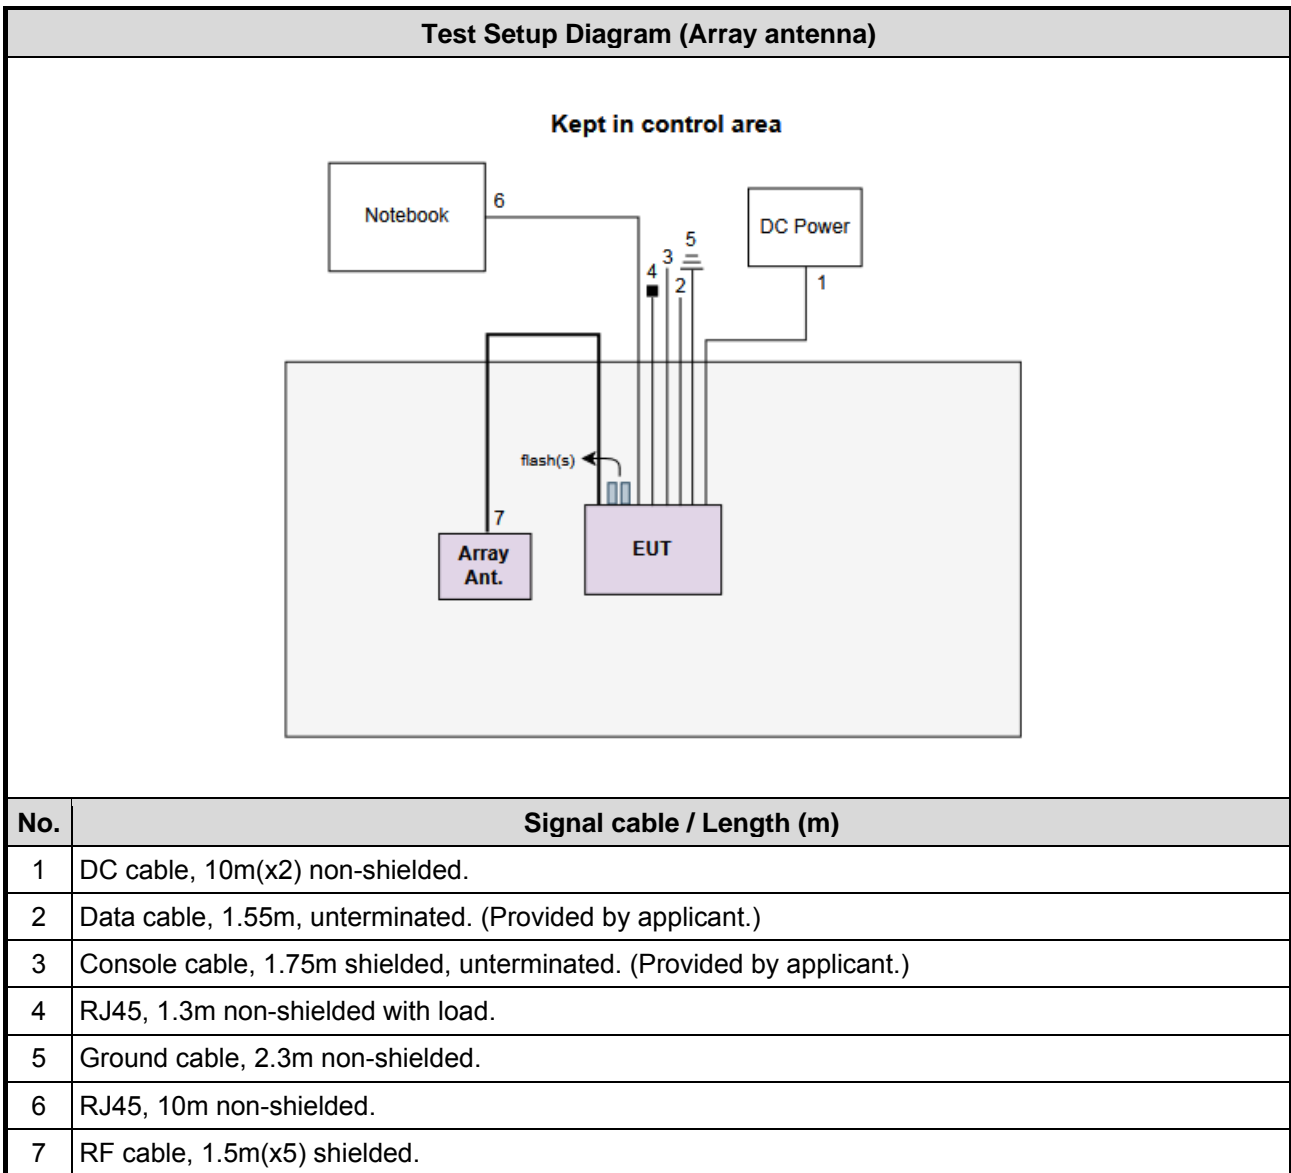 Test Setup Diagram (Array antenna)
Kept in control area
Notebook
6
DC Power
5
3
4
2
1
flash(s)
7
Array
Ant.
EUT
No. Signal cable / Length (m)
1 DC cable, 10m(x2) non-shielded.
2 Data cable, 1.55m, unterminated. (Provided by applicant.)
3 Console cable, 1.75m shielded, unterminated. (Provided by applicant.)
4 RJ45, 1.3m non-shielded with load.
5 Ground cable, 2.3m non-shielded.
6 RJ45, 10m non-shielded.
7 RF cable, 1.5m(x5) shielded.